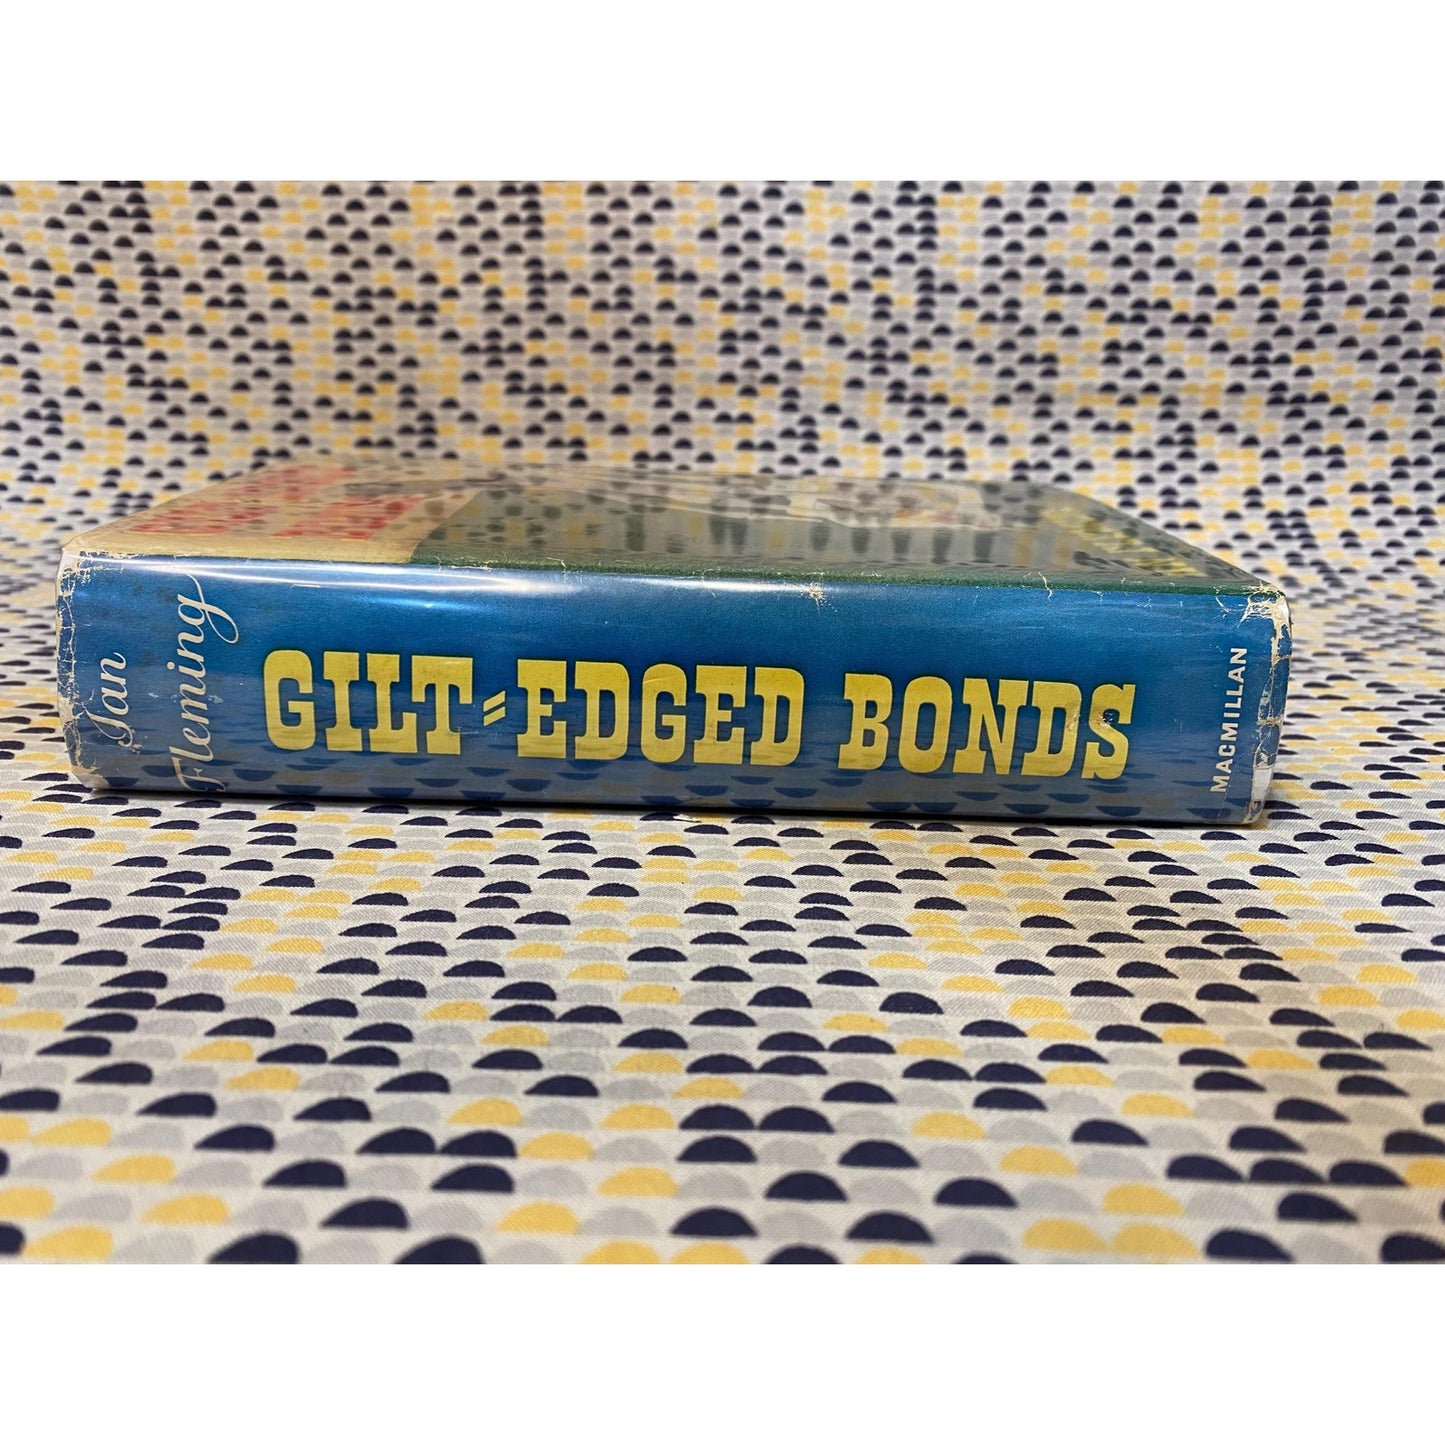 Ian
Fleming
GILT-EDGED BONDS
MACMILLAN